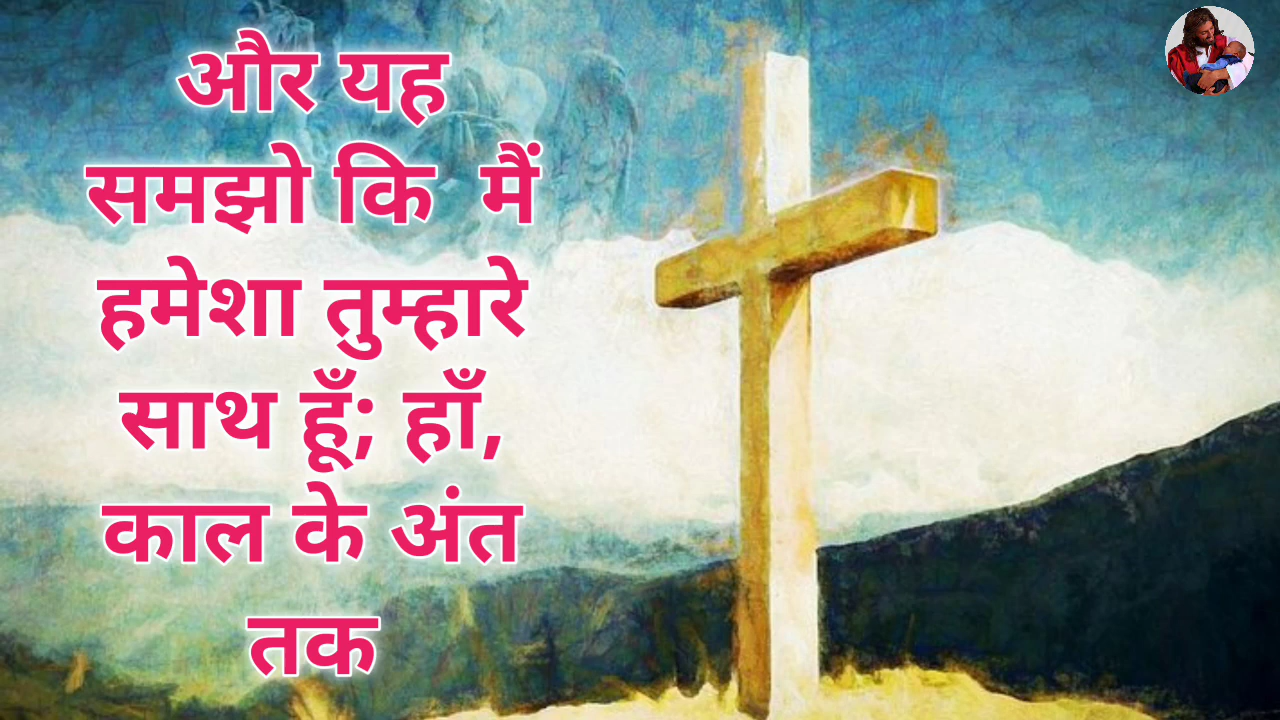 और यह
समझो कि मैं
हमेशा तुम्हारे
साथ हूँ; हाँ,
काल के अंत
तक